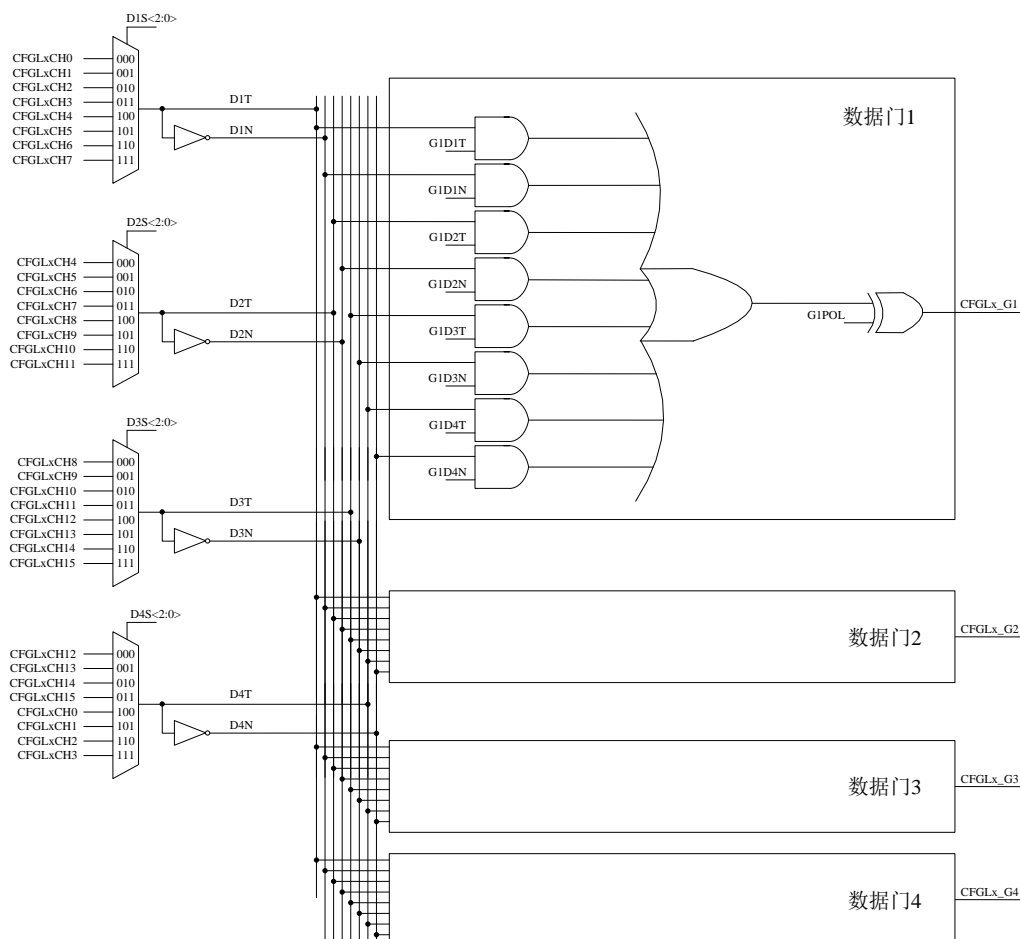 D1S<2:0>
CFGLxCH0 000
CFGLxCH1 001
CFGLxCH2 010
CFGLxCH3 011
CFGLxCH4 100
CFGLxCH5 101
CFGLxCH6 110
CFGLxCH7 111
D1T
D1N
D2S<2:0>
CFGLxCH4 000
CFGLxCH5 001
CFGLxCH6 010
CFGLxCH7 011
CFGLxCH8 100
CFGLxCH9 101
CFGLxCH10 110
CFGLxCH11 111
D2T
D2N
D3S<2:0>
CFGLxCH8 000
CFGLxCH9 001
CFGLxCH10 010
CFGLxCH11 011
CFGLxCH12 100
CFGLxCH13 101
CFGLxCH14 110
CFGLxCH15 111
D3T
D3N
D4S<2:0>
CFGLxCH12 000
CFGLxCH13 001
CFGLxCH14 010
CFGLxCH15 011
CFGLxCH0 100
CFGLxCH1 101
CFGLxCH2 110
CFGLxCH3 111
D4T
D4N
数据门1
G1D1T
G1D1N
G1D2T
G1D2N
G1D3T
G1D3N
G1D4T
G1D4N
G1POL
CFGLx_G1
数据门2
CFGLx_G2
数据门3
CFGLx_G3
数据门4
CFGLx_G4